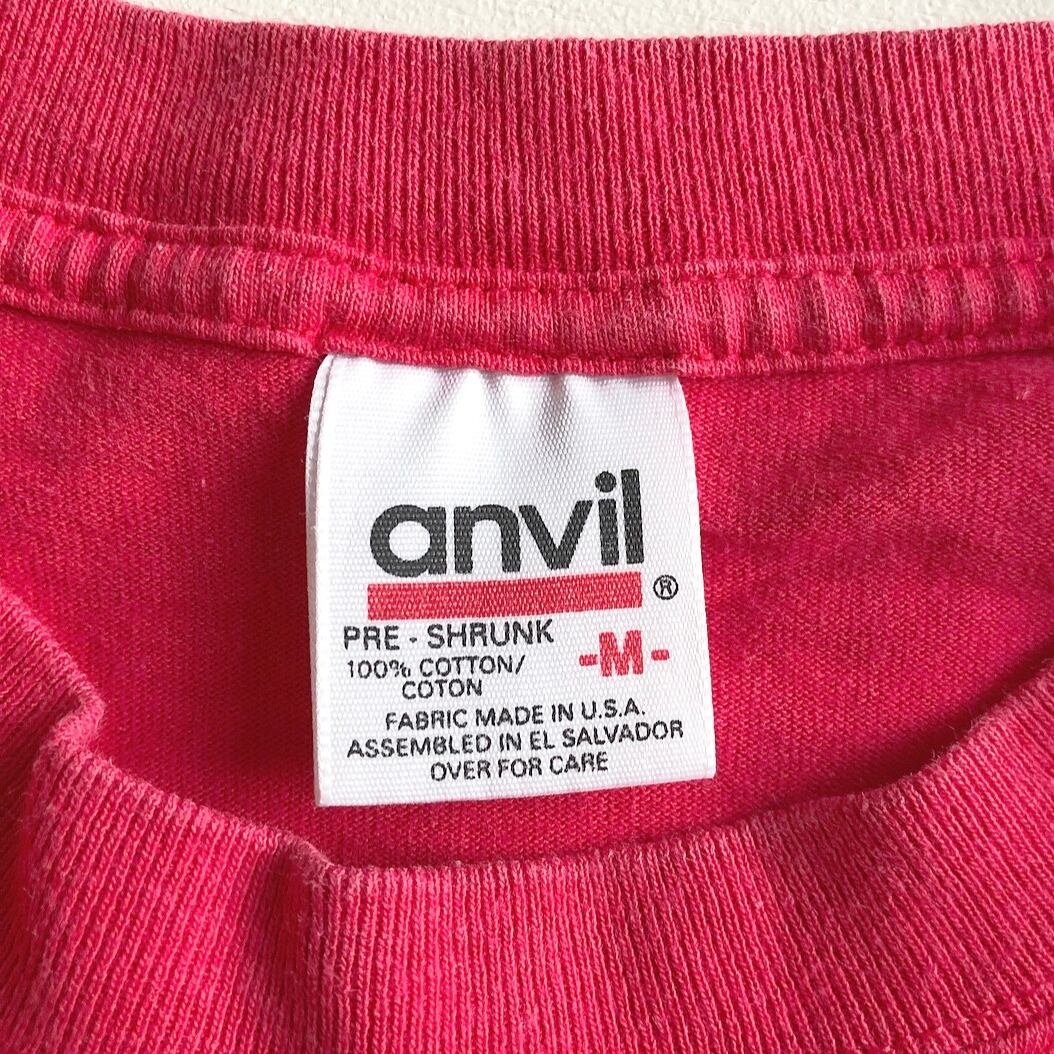 anvil
®
PRE - SHRUNK
-M-
100% COTTON/
COTON
FABRIC MADE IN U.S.A.
ASSEMBLED IN EL SALVADOR
OVER FOR CARE